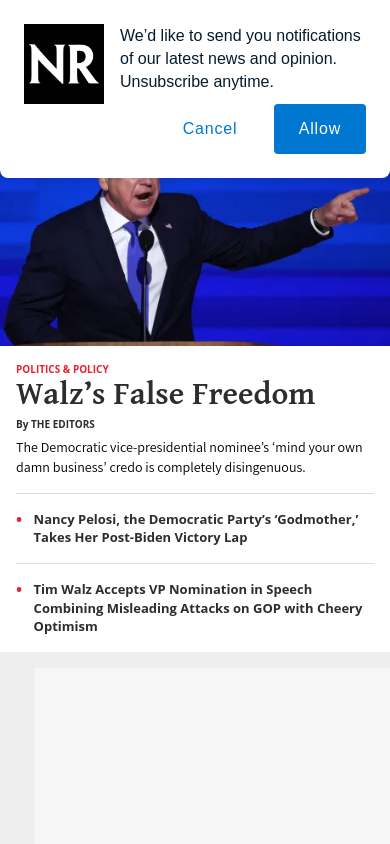 NR
We’d like to send you notifications
of our latest news and opinion.
Unsubscribe anytime.
Cancel
Allow
POLITICS & POLICY
Walz’s False Freedom
By THE EDITORS
The Democratic vice-presidential nominee’s ‘mind your own
damn business’ credo is completely disingenuous.
Nancy Pelosi, the Democratic Party’s ‘Godmother,’
Takes Her Post-Biden Victory Lap
Tim Walz Accepts VP Nomination in Speech
Combining Misleading Attacks on GOP with Cheery
Optimism